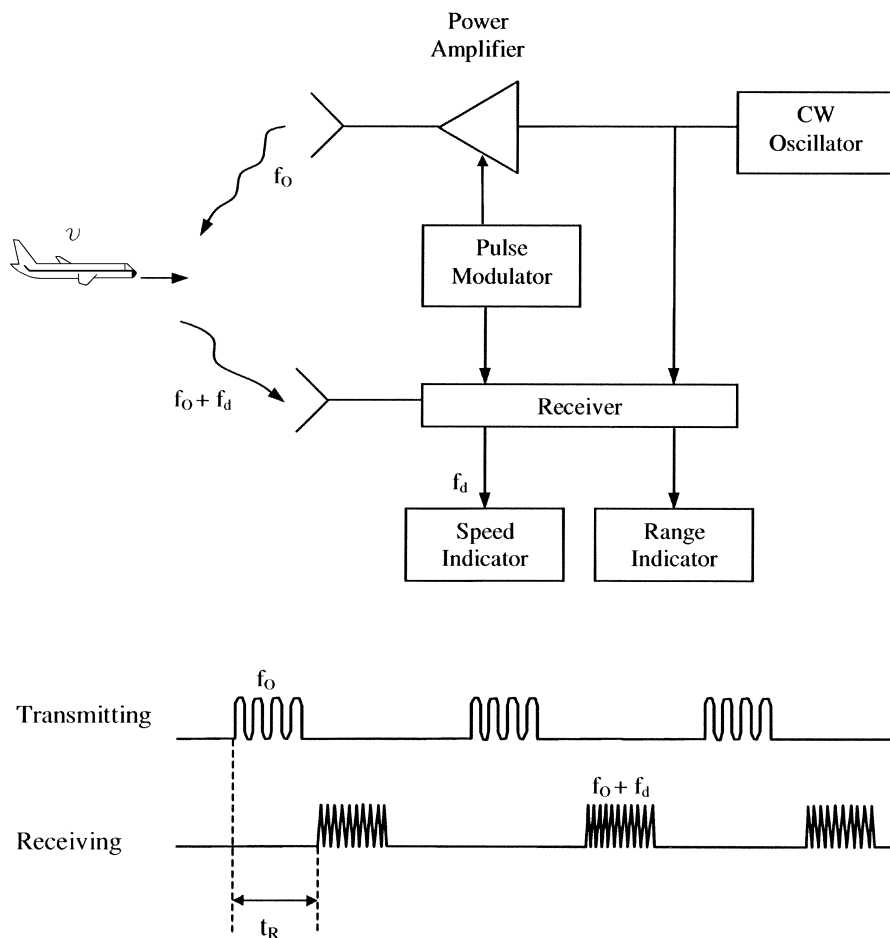 Power
Amplifier
CW
Oscillator
f_O
υ
Pulse
Modulator
f_O + f_d
Receiver
f_d
Speed
Indicator
Range
Indicator
f_O
Transmitting
f_O + f_d
Receiving
t_R